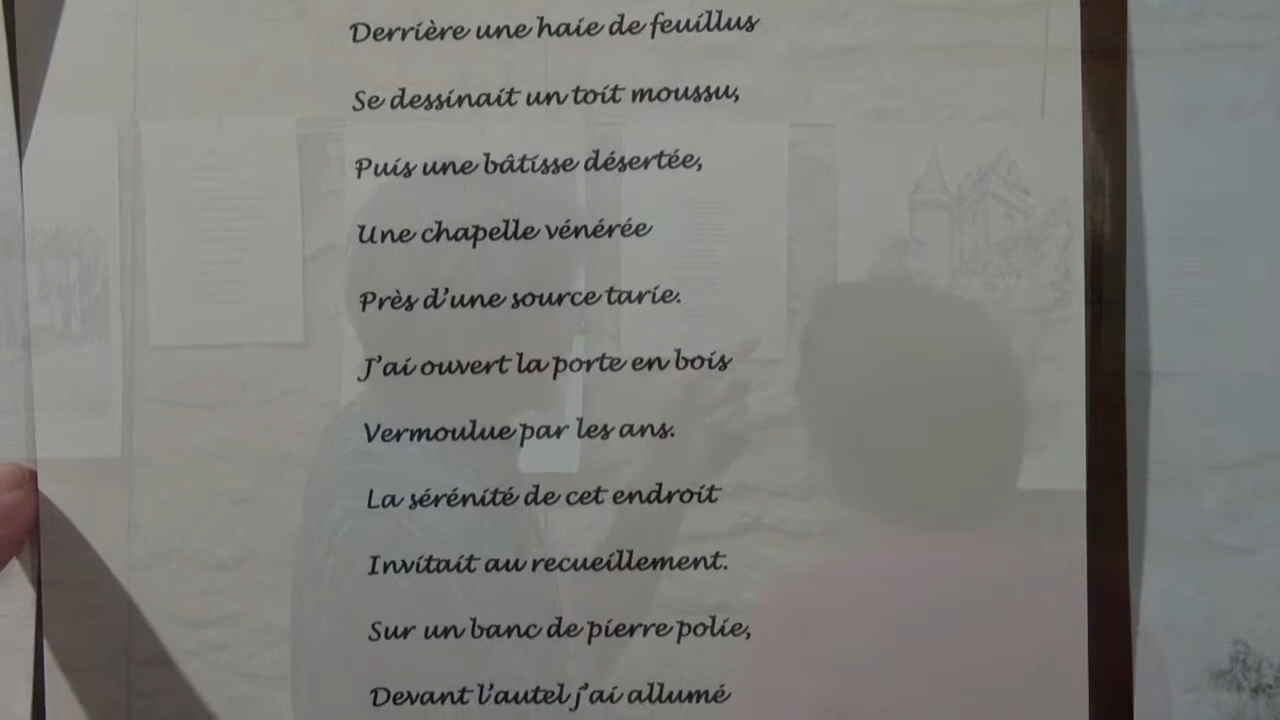 Derrière une haie de feuillus
Se dessinait un toit moussu,
Puis une bâtisse désertée,
Une chapelle vénérée
Près d'une source tarie.
J'ai ouvert la porte en bois
Vermoulue par les ans.
La sérénité de cet endroit
Invitait au recueillement.
Sur un banc de pierre polie,
Devant l'autel j'ai allumé